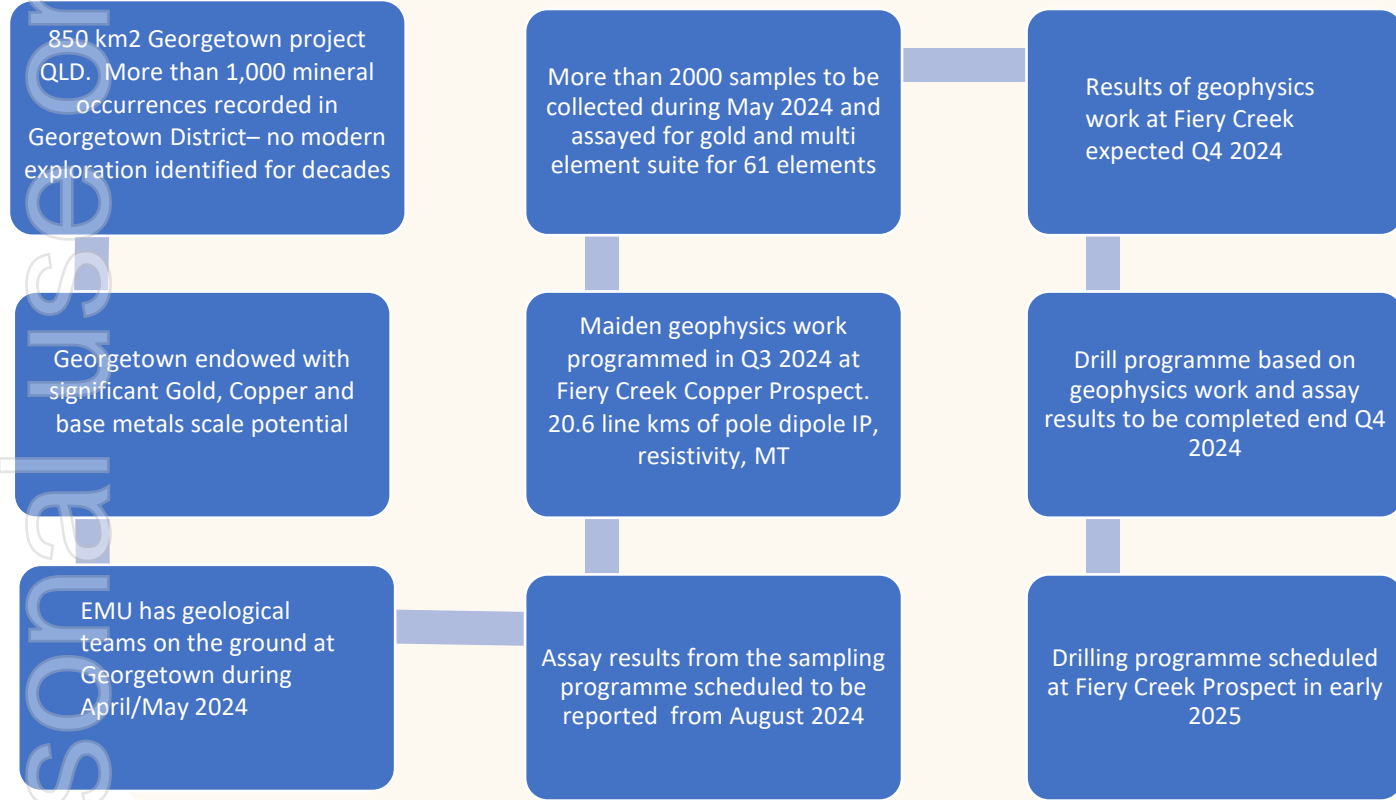 850 km2 Georgetown project
QLD.  More than 1,000 mineral
occurrences recorded in
Georgetown District– no modern
exploration identified for decades
Georgetown endowed with
significant Gold, Copper and
base metals scale potential
EMU has geological
teams on the ground at
Georgetown during
April/May 2024
Assay results from the sampling
programme scheduled to be
reported  from August 2024
Maiden geophysics work
programmed in Q3 2024 at
Fiery Creek Copper Prospect.
20.6 line kms of pole dipole IP,
resistivity, MT
More than 2000 samples to be
collected during May 2024 and
assayed for gold and multi
element suite for 61 elements
Results of geophysics
work at Fiery Creek
expected Q4 2024
Drill programme based on
geophysics work and assay
results to be completed end Q4
2024
Drilling programme scheduled
at Fiery Creek Prospect in early
2025
sonal use